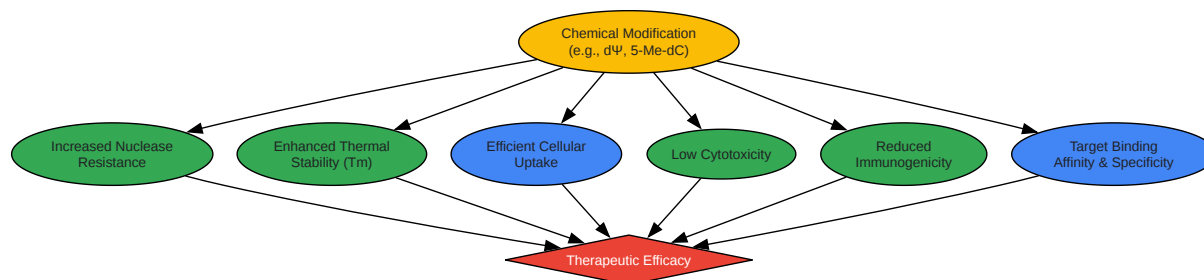 Chemical Modification
(e.g., dΨ, 5-Me-dC)
Increased Nuclease
Resistance
Enhanced Thermal
Stability (Tm)
Efficient Cellular
Uptake
Low Cytotoxicity
Reduced
Immunogenicity
Target Binding
Affinity & Specificity
Therapeutic Efficacy